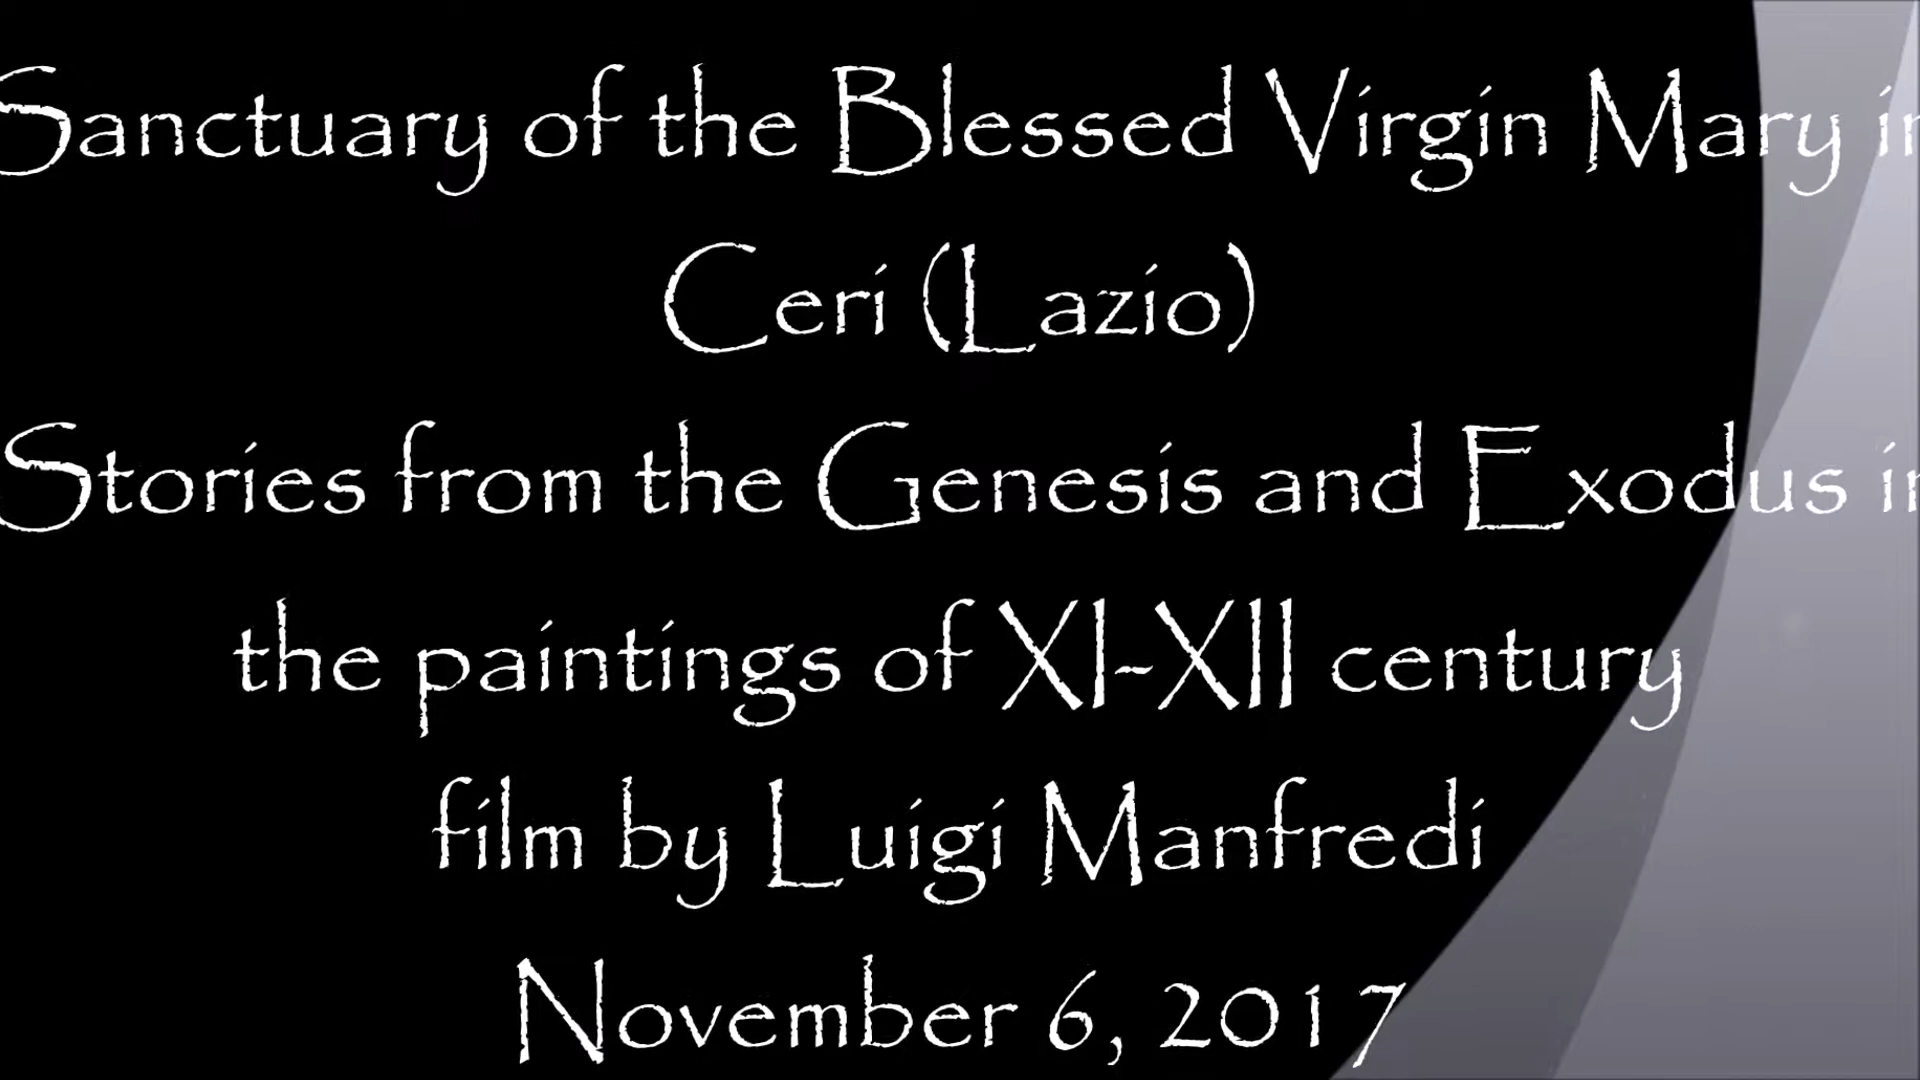 Sanctuary of the Blessed Virgin Mary in
Ceri (Lazio)
Stories from the Genesis and Exodus in
the paintings of XI-XII century
film by Luigi Manfredi
November 6, 2017